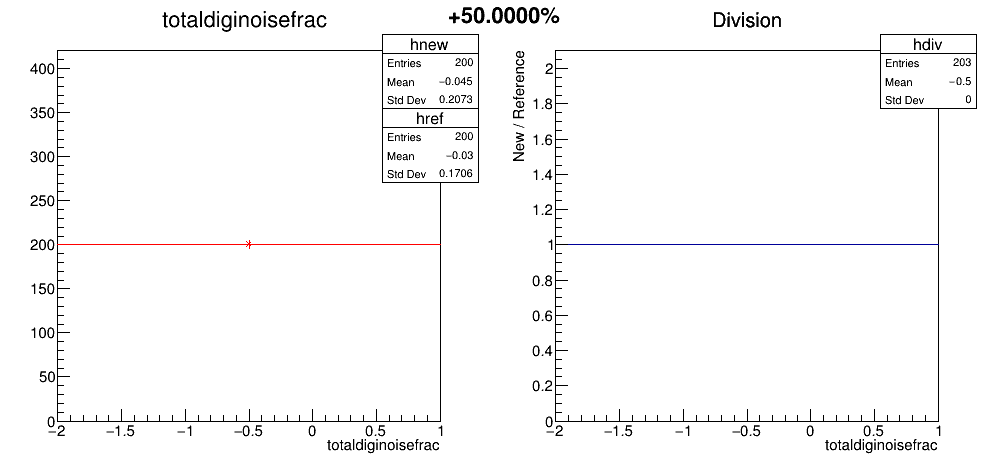 totaldiginoisefrac
+50.0000%
Division
hnew
Entries 200
Mean −0.045
Std Dev 0.2073
href
Entries 200
Mean −0.03
Std Dev 0.1706
400
350
300
250
200
150
100
50
0
−2 −1.5 −1 −0.5 0 0.5 1
totaldiginoisefrac
hdiv
Entries 203
Mean −0.5
Std Dev 0
New / Reference
2
1.8
1.6
1.4
1.2
1
0.8
0.6
0.4
0.2
0
−2 −1.5 −1 −0.5 0 0.5 1
totaldiginoisefrac